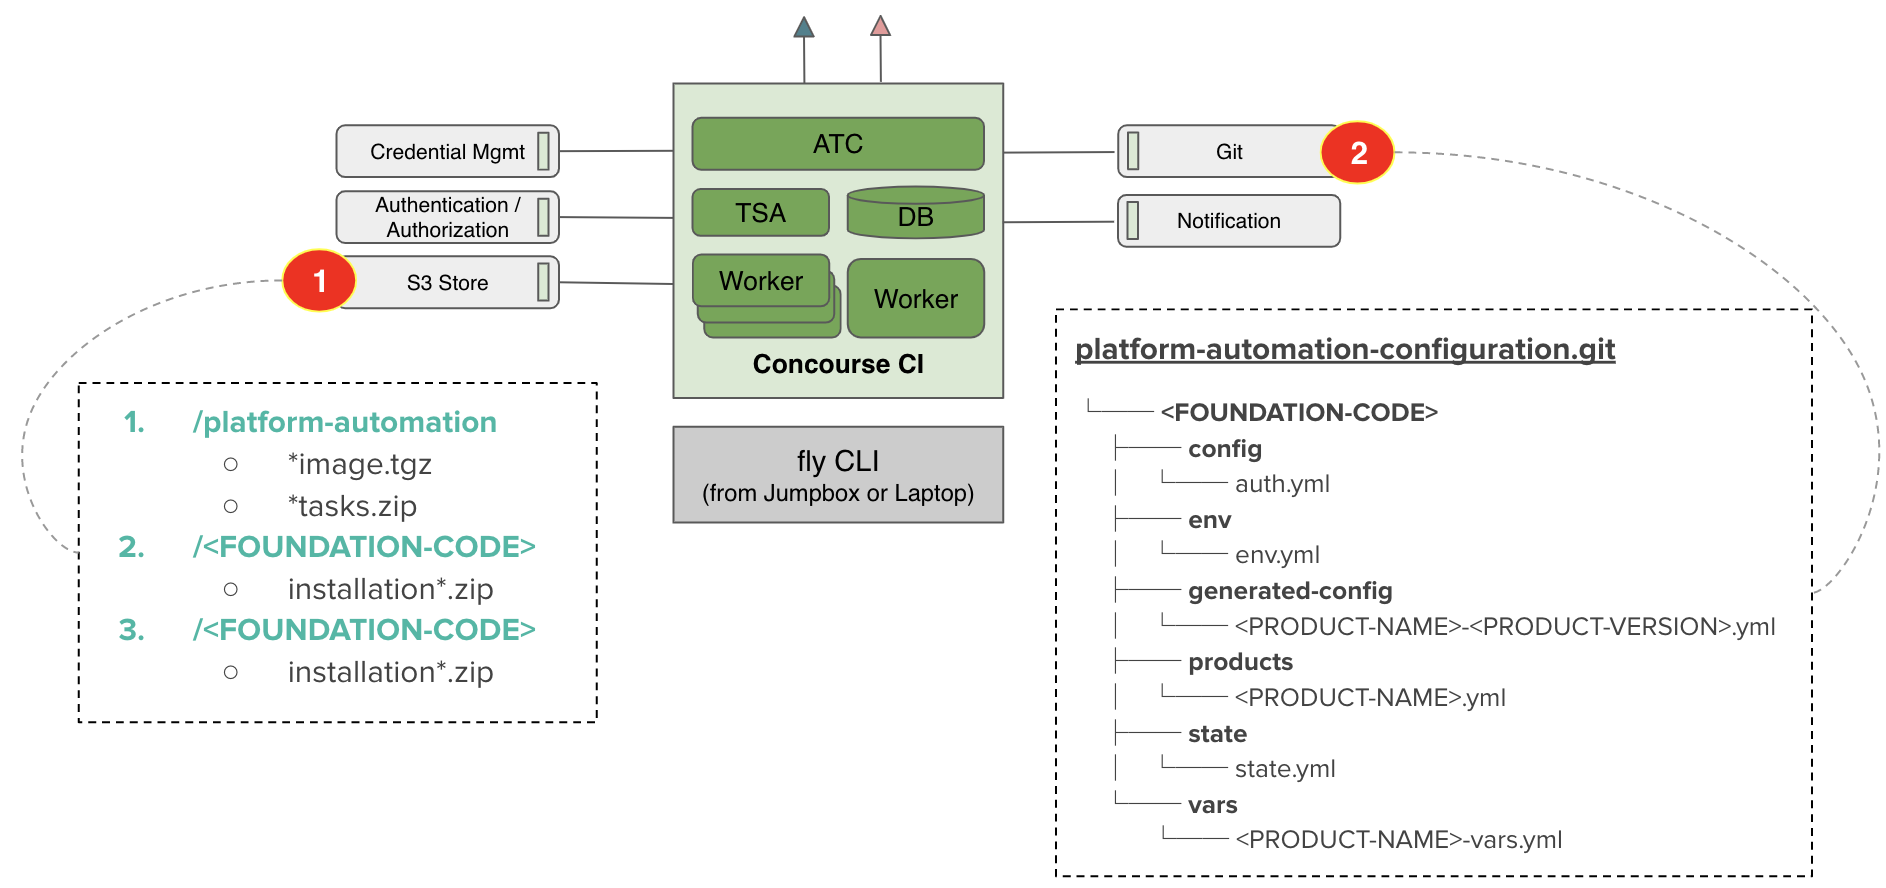 Credential Mgmt
Authentication /
Authorization
1
S3 Store
ATC
TSA
DB
Worker
Worker
Concourse CI
Git
2
Notification
fly CLI
(from Jumpbox or Laptop)
1. /platform-automation
○ *image.tgz
○ *tasks.zip
2. /<FOUNDATION-CODE>
○ installation*.zip
3. /<FOUNDATION-CODE>
○ installation*.zip
platform-automation-configuration.git
└── <FOUNDATION-CODE>
├── config
│ └── auth.yml
├── env
│ └── env.yml
├── generated-config
│ └── <PRODUCT-NAME>-<PRODUCT-VERSION>.yml
├── products
│ └── <PRODUCT-NAME>.yml
├── state
│ └── state.yml
└── vars
└── <PRODUCT-NAME>-vars.yml